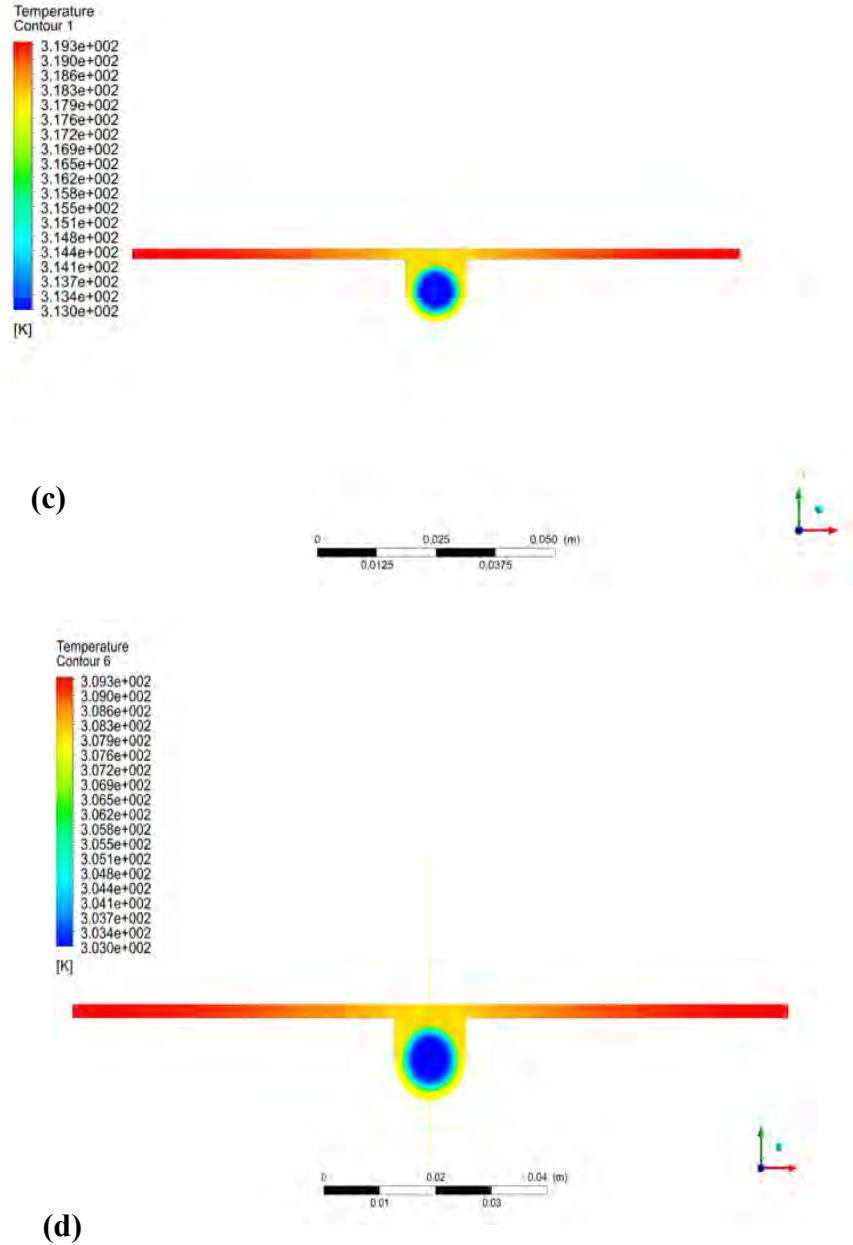 Temperature
Contour 1
3.193e+002
3.190e+002
3.186e+002
3.183e+002
3.179e+002
3.176e+002
3.172e+002
3.169e+002
3.165e+002
3.162e+002
3.158e+002
3.155e+002
3.151e+002
3.148e+002
3.144e+002
3.141e+002
3.137e+002
3.134e+002
3.130e+002
[K]
(c)
0 0.025 0.050 (m)
0.0125 0.0375
Temperature
Contour 6
3.093e+002
3.090e+002
3.086e+002
3.083e+002
3.079e+002
3.076e+002
3.072e+002
3.069e+002
3.065e+002
3.062e+002
3.058e+002
3.055e+002
3.051e+002
3.048e+002
3.044e+002
3.041e+002
3.037e+002
3.034e+002
3.030e+002
[K]
0 0.02 0.04 (m)
0.01 0.03
(d)